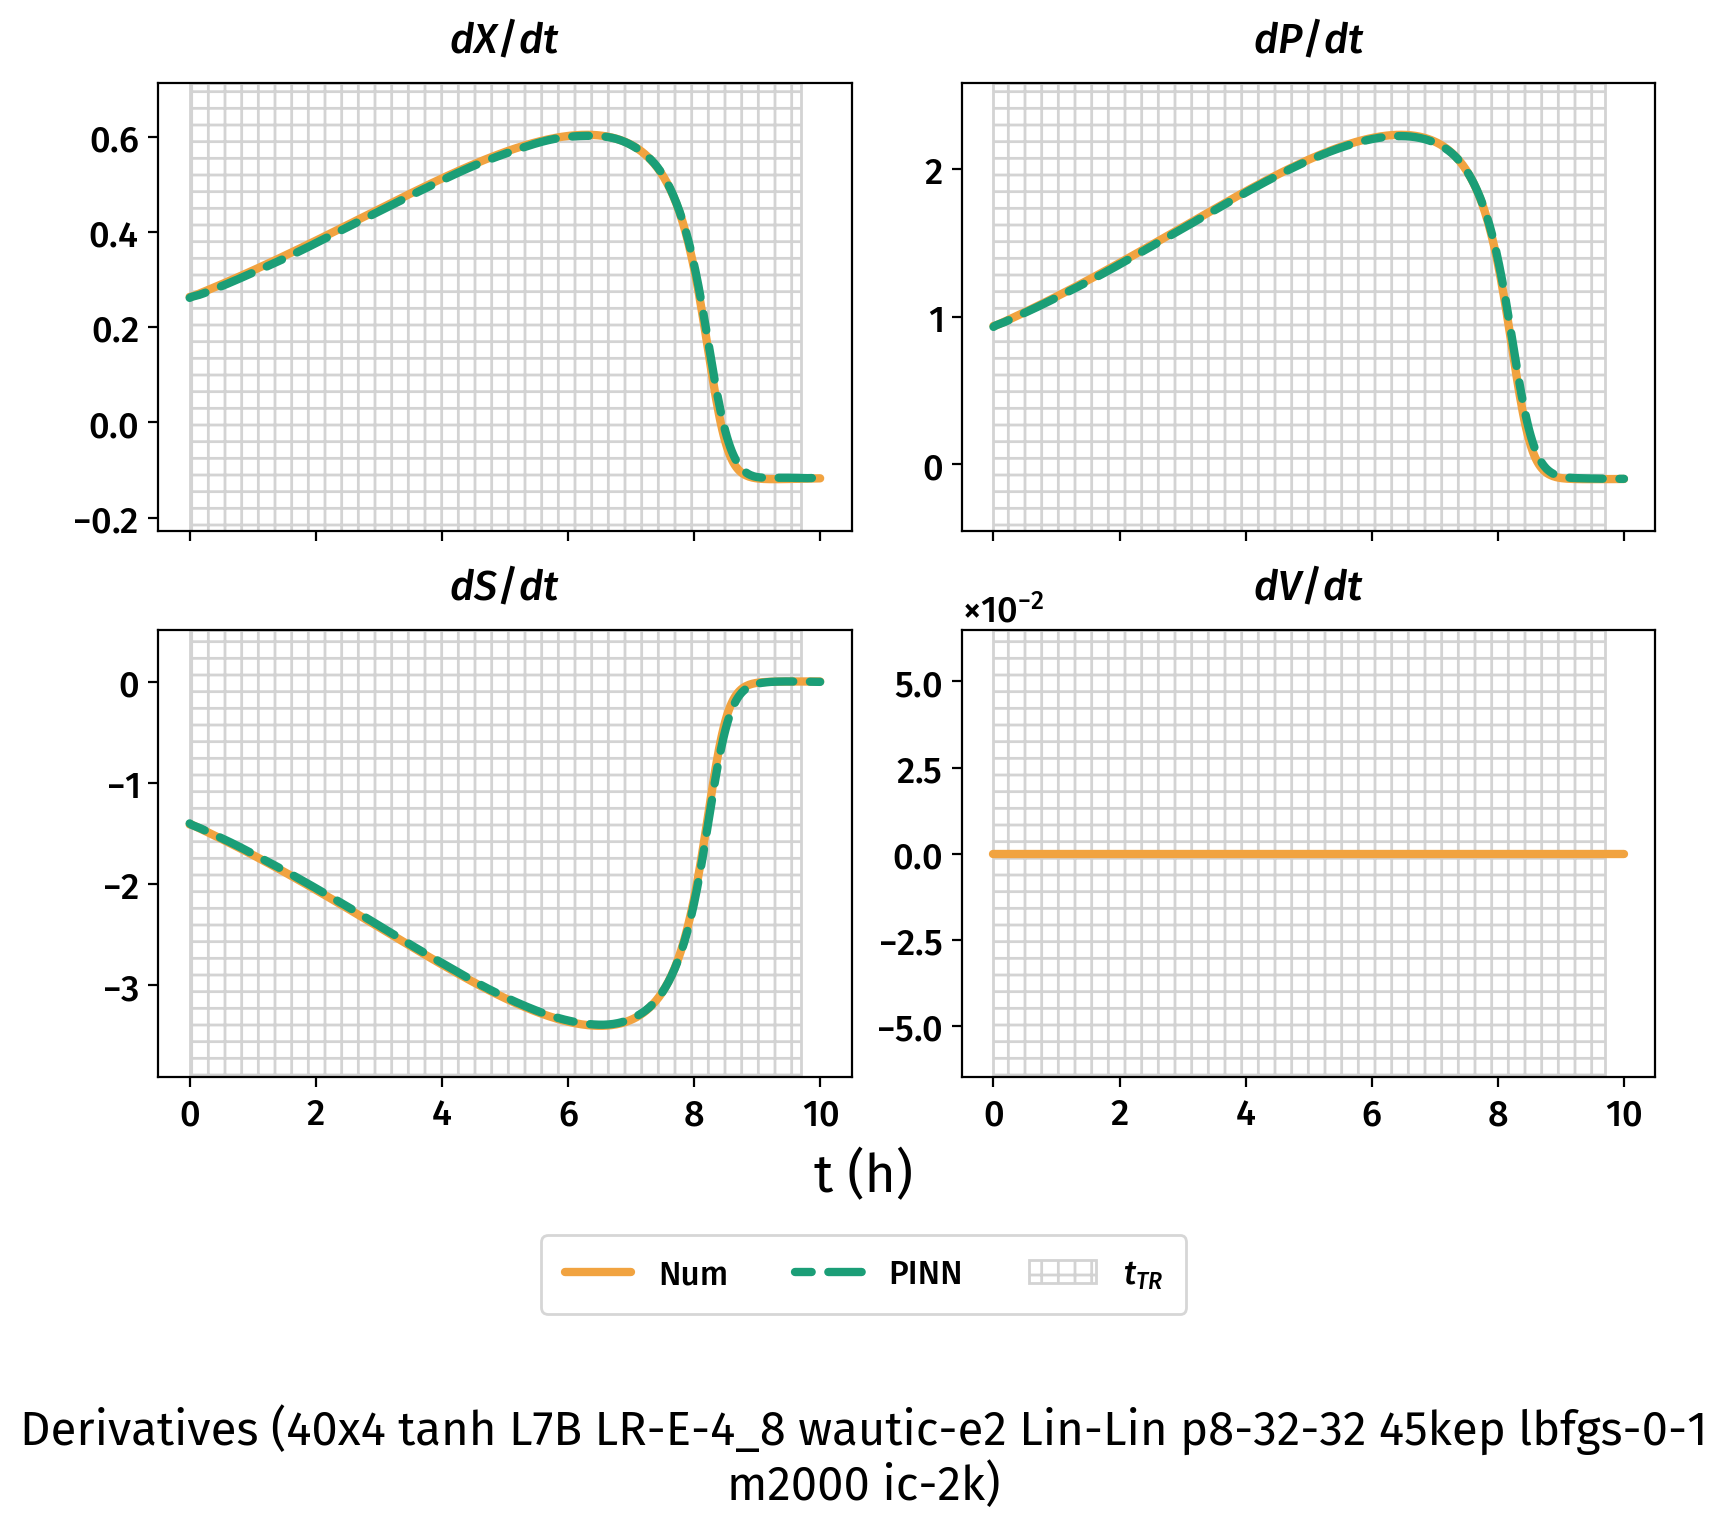 dX/dt
dP/dt
0.6
0.4
0.2
0.0
−0.2
2
1
0
dS/dt
dV/dt
×10⁻²
0
−1
−2
−3
5.0
2.5
0.0
−2.5
−5.0
0 2 4 6 8 10
0 2 4 6 8 10
t (h)
Num PINN t_TR
Derivatives (40x4 tanh L7B LR-E-4_8 wautic-e2 Lin-Lin p8-32-32 45kep lbfgs-0-1
m2000 ic-2k)